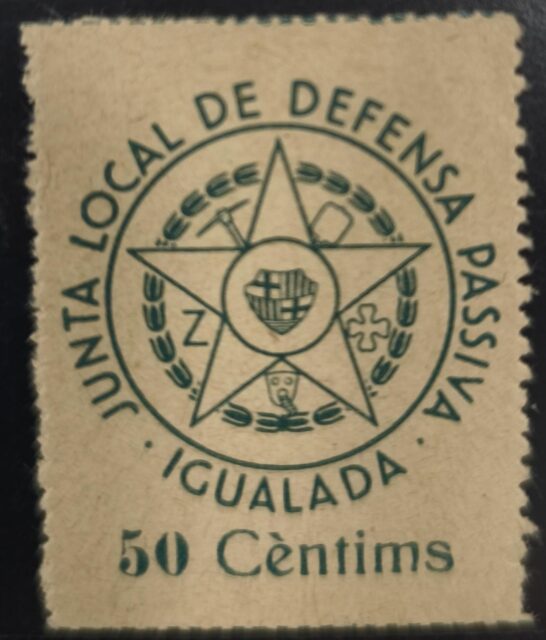 JUNTA LOCAL DE DEFENSA PASSIVA
Z
· IGUALADA ·
50 Cèntims